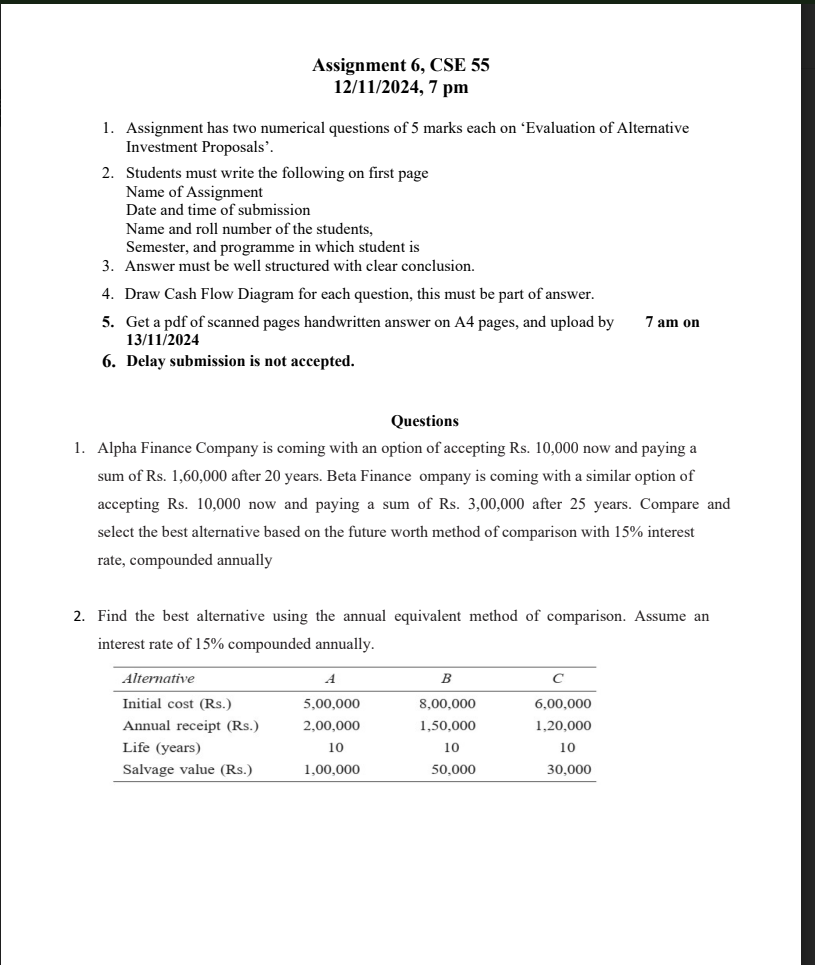 Assignment 6, CSE 55
12/11/2024, 7 pm
1. Assignment has two numerical questions of 5 marks each on ‘Evaluation of Alternative
Investment Proposals’.
2. Students must write the following on first page
Name of Assignment
Date and time of submission
Name and roll number of the students,
Semester, and programme in which student is
3. Answer must be well structured with clear conclusion.
4. Draw Cash Flow Diagram for each question, this must be part of answer.
5. Get a pdf of scanned pages handwritten answer on A4 pages, and upload by 7 am on
13/11/2024
6. Delay submission is not accepted.
Questions
1. Alpha Finance Company is coming with an option of accepting Rs. 10,000 now and paying a
sum of Rs. 1,60,000 after 20 years. Beta Finance ompany is coming with a similar option of
accepting Rs. 10,000 now and paying a sum of Rs. 3,00,000 after 25 years. Compare and
select the best alternative based on the future worth method of comparison with 15% interest
rate, compounded annually
2. Find the best alternative using the annual equivalent method of comparison. Assume an
interest rate of 15% compounded annually.
Alternative A B C
Initial cost (Rs.) 5,00,000 8,00,000 6,00,000
Annual receipt (Rs.) 2,00,000 1,50,000 1,20,000
Life (years) 10 10 10
Salvage value (Rs.) 1,00,000 50,000 30,000